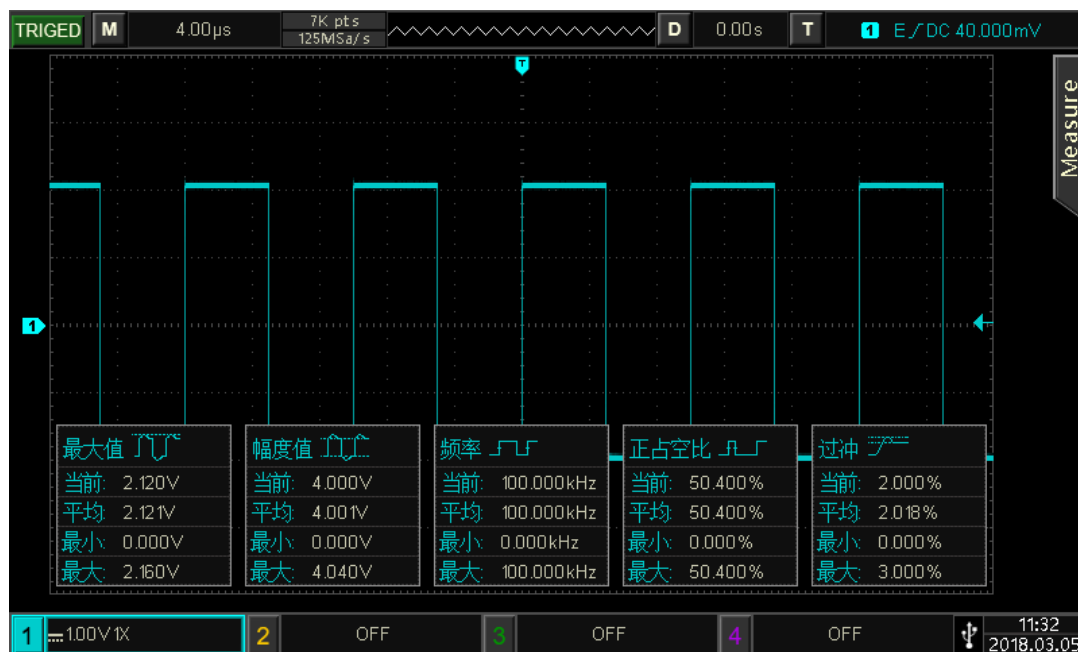 TRIGED M 4.00μs 7K pts D 0.00s T 1 E DC 40.000mV
125MSa/s
T
Measure
1
最大值 幅度值 频率 正占空比 过冲
当前: 2.120V 当前: 4.000V 当前: 100.000kHz 当前: 50.400% 当前: 2.000%
平均: 2.121V 平均: 4.001V 平均: 100.000kHz 平均: 50.400% 平均: 2.018%
最小: 0.000V 最小: 0.000V 最小: 0.000kHz 最小: 0.000% 最小: 0.000%
最大: 2.160V 最大: 4.040V 最大: 100.000kHz 最大: 50.400% 最大: 3.000%
1 1.00V 1X 2 OFF 3 OFF 4 OFF 11:32
2018.03.05